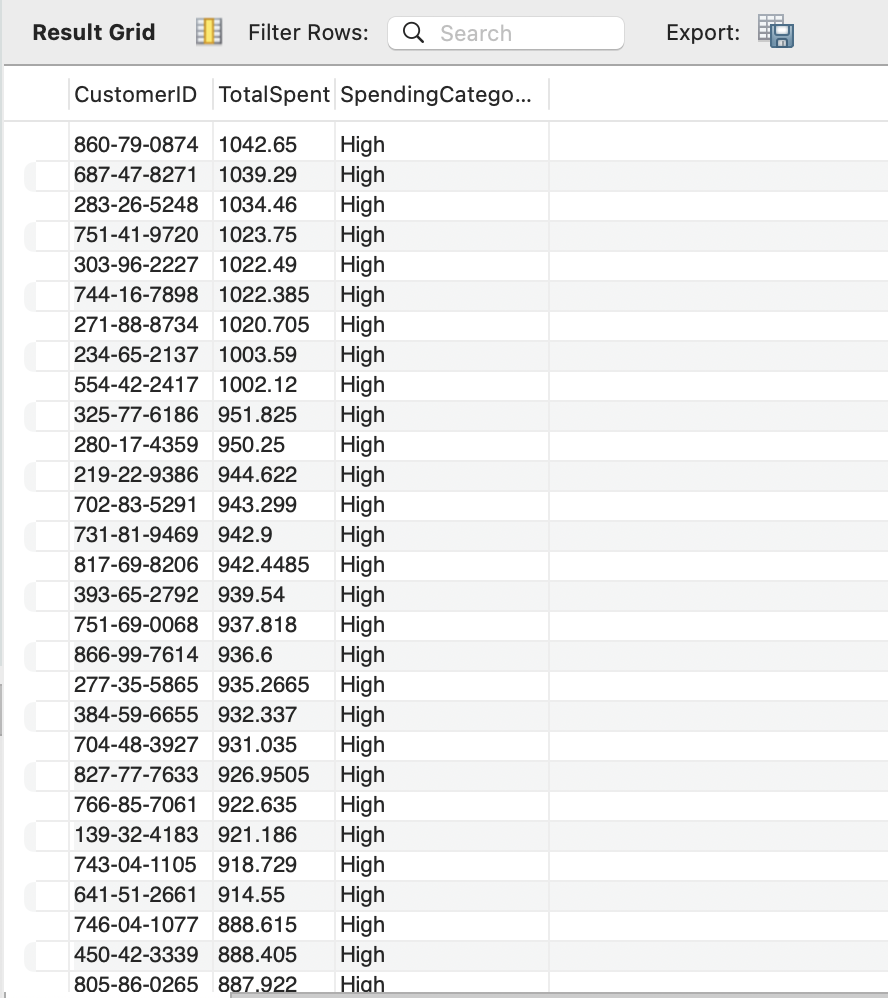 Result Grid Filter Rows: Search Export:
CustomerID TotalSpent SpendingCatego...
860-79-0874 1042.65 High
687-47-8271 1039.29 High
283-26-5248 1034.46 High
751-41-9720 1023.75 High
303-96-2227 1022.49 High
744-16-7898 1022.385 High
271-88-8734 1020.705 High
234-65-2137 1003.59 High
554-42-2417 1002.12 High
325-77-6186 951.825 High
280-17-4359 950.25 High
219-22-9386 944.622 High
702-83-5291 943.299 High
731-81-9469 942.9 High
817-69-8206 942.4485 High
393-65-2792 939.54 High
751-69-0068 937.818 High
866-99-7614 936.6 High
277-35-5865 935.2665 High
384-59-6655 932.337 High
704-48-3927 931.035 High
827-77-7633 926.9505 High
766-85-7061 922.635 High
139-32-4183 921.186 High
743-04-1105 918.729 High
641-51-2661 914.55 High
746-04-1077 888.615 High
450-42-3339 888.405 High
805-86-0265 887.922 High